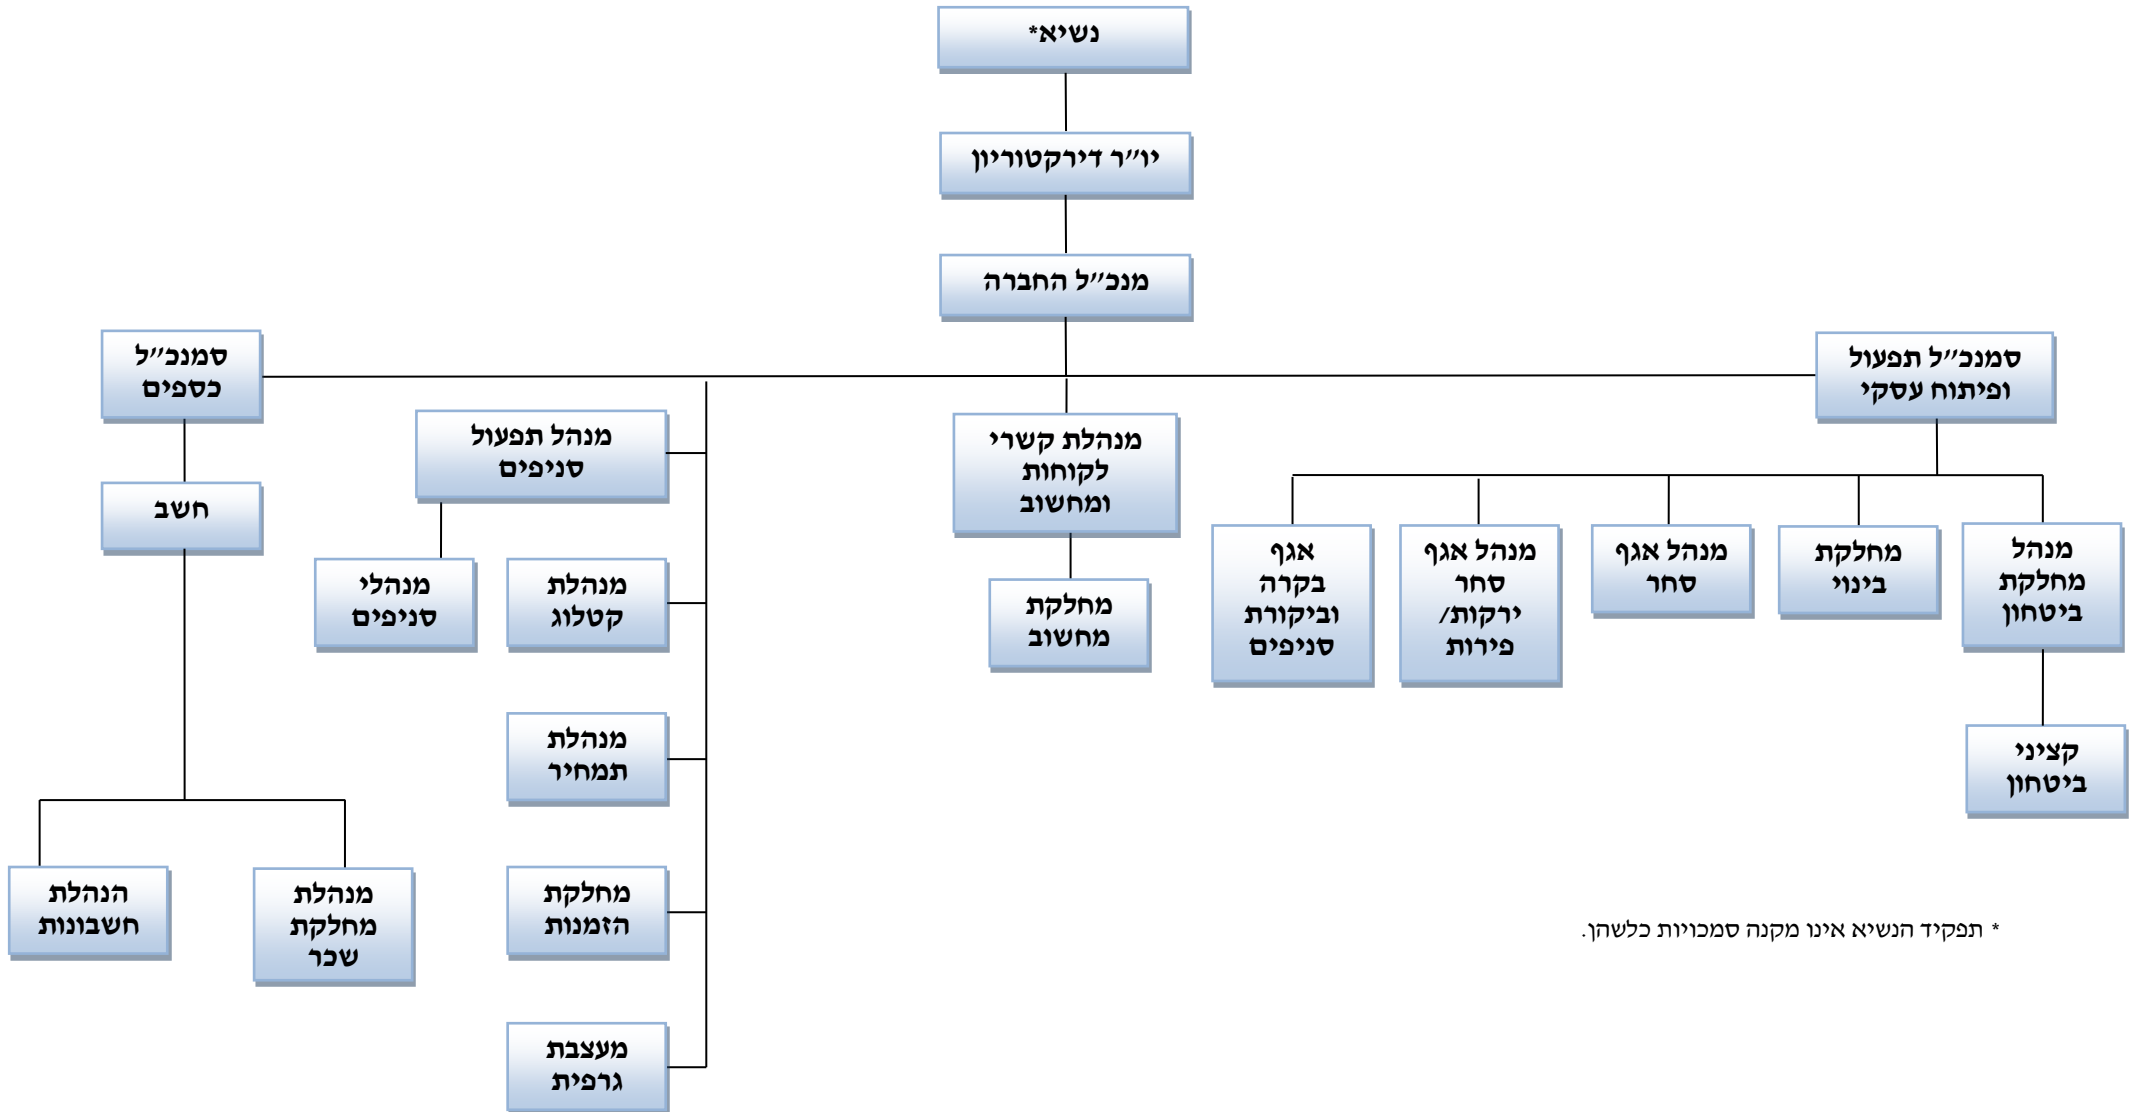 נשיא*
יו״ר דירקטוריון
מנכ״ל החברה
סמנכ״ל תפעול
ופיתוח עסקי
סמנכ״ל
כספים
מנהלת קשרי
לקוחות
ומחשוב
מנהל תפעול
סניפים
חשב
מנהל
מחלקת
ביטחון
מחלקת
בינוי
מנהל אגף
סחר
מנהל אגף
סחר
ירקות/
פירות
אגף
בקרה
וביקורת
סניפים
מחלקת
מחשוב
מנהלת
קטלוג
מנהלי
סניפים
קציני
ביטחון
מנהלת
תמחיר
מחלקת
הזמנות
מנהלת
מחלקת
שכר
הנהלת
חשבונות
* תפקיד הנשיא אינו מקנה סמכויות כלשהן.
מעצבת
גרפית